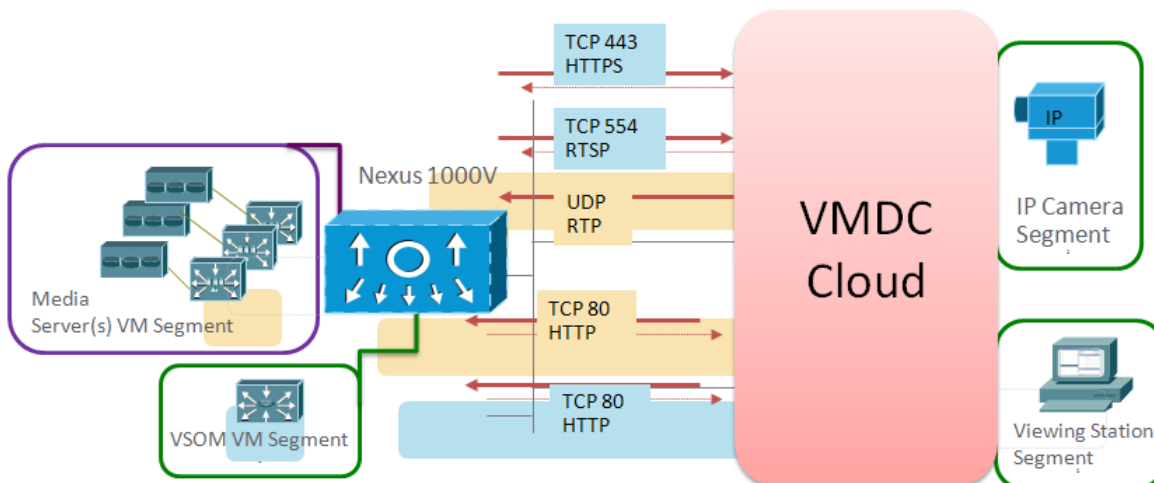 TCP 443
HTTPS
TCP 554
RTSP
Nexus 1000V
UDP
RTP
TCP 80
HTTP
TCP 80
HTTP
Media
Server(s) VM Segment
VSOM VM Segment
VMDC
Cloud
IP
IP Camera
Segment
Viewing Station
Segment